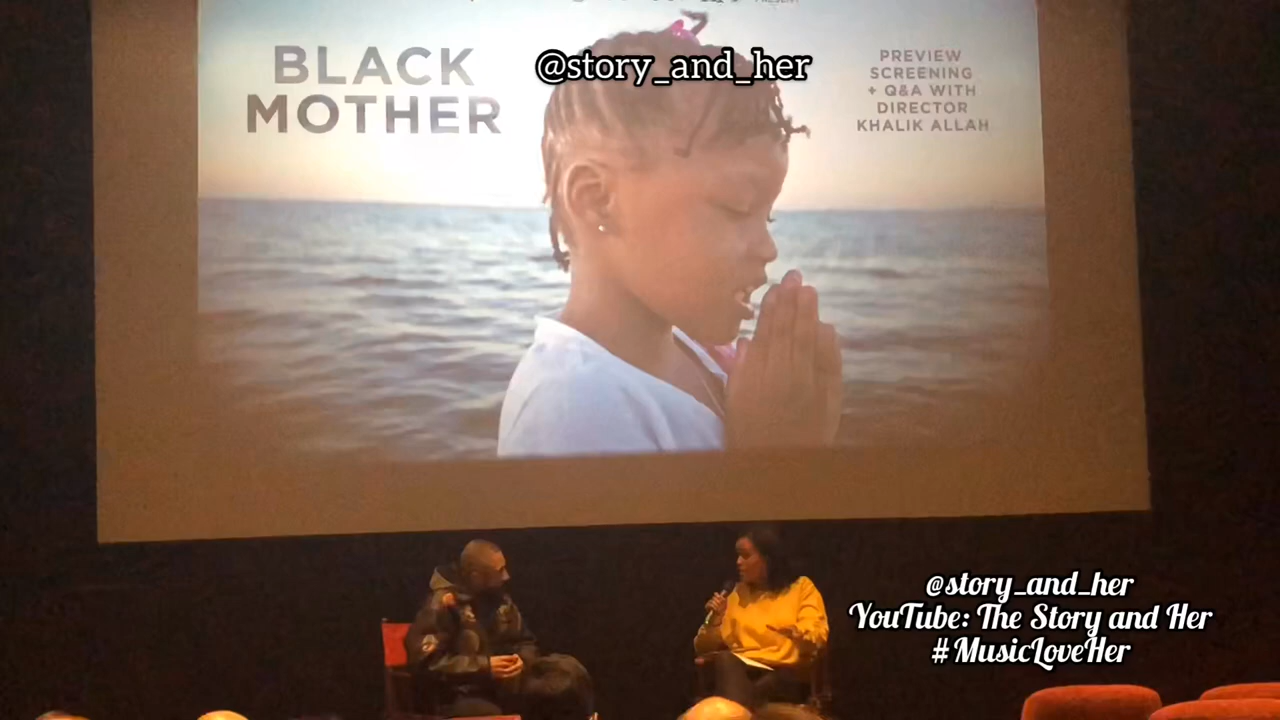 BLACK
MOTHER
@story_and_her
PREVIEW
SCREENING
+ Q&A WITH
DIRECTOR
KHALIK ALLAH
@story_and_her
YouTube: The Story and Her
#MusicLoveHer